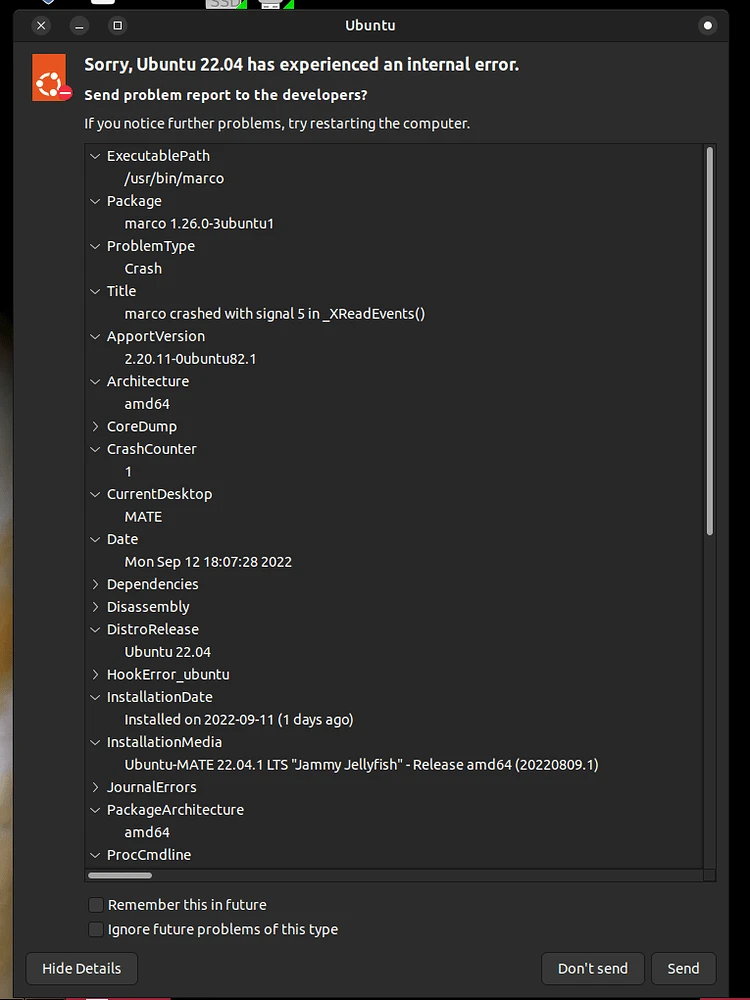 SSD
Ubuntu
Sorry, Ubuntu 22.04 has experienced an internal error.
Send problem report to the developers?
If you notice further problems, try restarting the computer.
ExecutablePath
/usr/bin/marco
Package
marco 1.26.0-3ubuntu1
ProblemType
Crash
Title
marco crashed with signal 5 in _XReadEvents()
ApportVersion
2.20.11-0ubuntu82.1
Architecture
amd64
CoreDump
CrashCounter
1
CurrentDesktop
MATE
Date
Mon Sep 12 18:07:28 2022
Dependencies
Disassembly
DistroRelease
Ubuntu 22.04
HookError_ubuntu
InstallationDate
Installed on 2022-09-11 (1 days ago)
InstallationMedia
Ubuntu-MATE 22.04.1 LTS "Jammy Jellyfish" - Release amd64 (20220809.1)
JournalErrors
PackageArchitecture
amd64
ProcCmdline
Remember this in future
Ignore future problems of this type
Hide Details
Don't send
Send